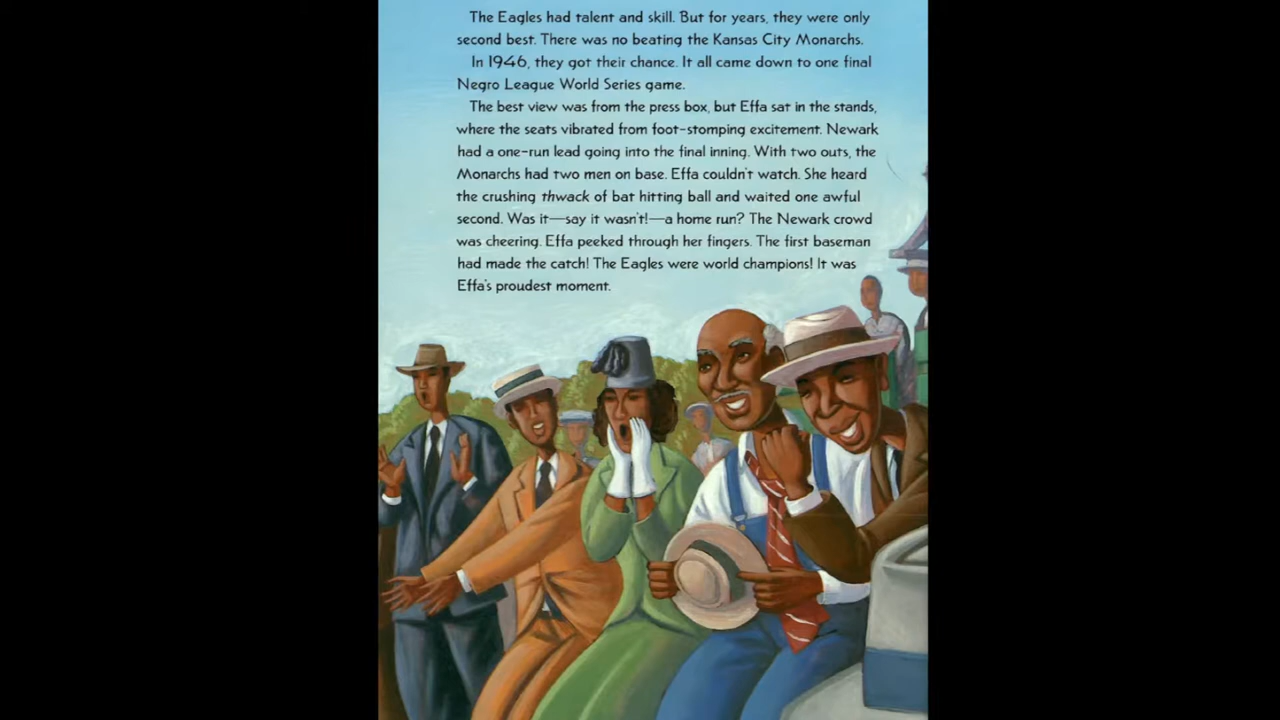 The Eagles had talent and skill. But for years, they were only
second best. There was no beating the Kansas City Monarchs.
In 1946, they got their chance. It all came down to one final
Negro League World Series game.
The best view was from the press box, but Effa sat in the stands,
where the seats vibrated from foot-stomping excitement. Newark
had a one-run lead going into the final inning. With two outs, the
Monarchs had two men on base. Effa couldn't watch. She heard
the crushing thwack of bat hitting ball and waited one awful
second. Was it—say it wasn't!—a home run? The Newark crowd
was cheering. Effa peeked through her fingers. The first baseman
had made the catch! The Eagles were world champions! It was
Effa's proudest moment.